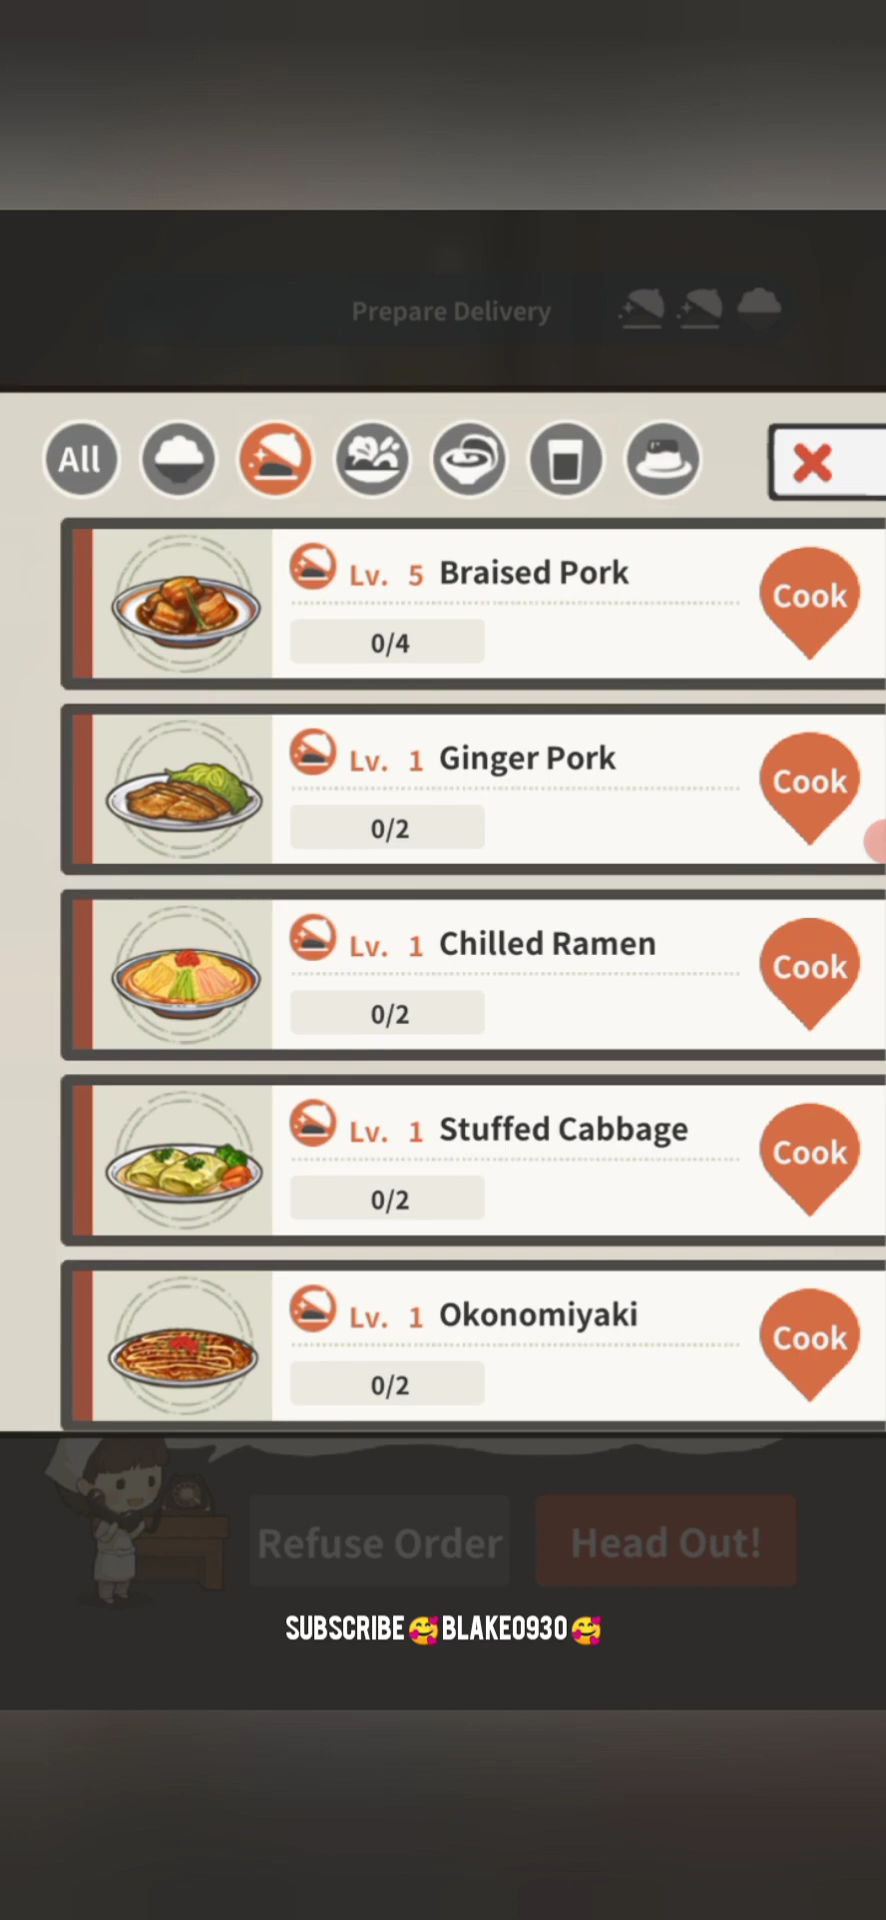 Prepare Delivery
All
Lv. 5 Braised Pork
Cook
0/4
Lv. 1 Ginger Pork
Cook
0/2
Lv. 1 Chilled Ramen
Cook
0/2
Lv. 1 Stuffed Cabbage
Cook
0/2
Lv. 1 Okonomiyaki
Cook
0/2
Refuse Order
Head Out!
SUBSCRIBE🥰BLAKE0930🥰